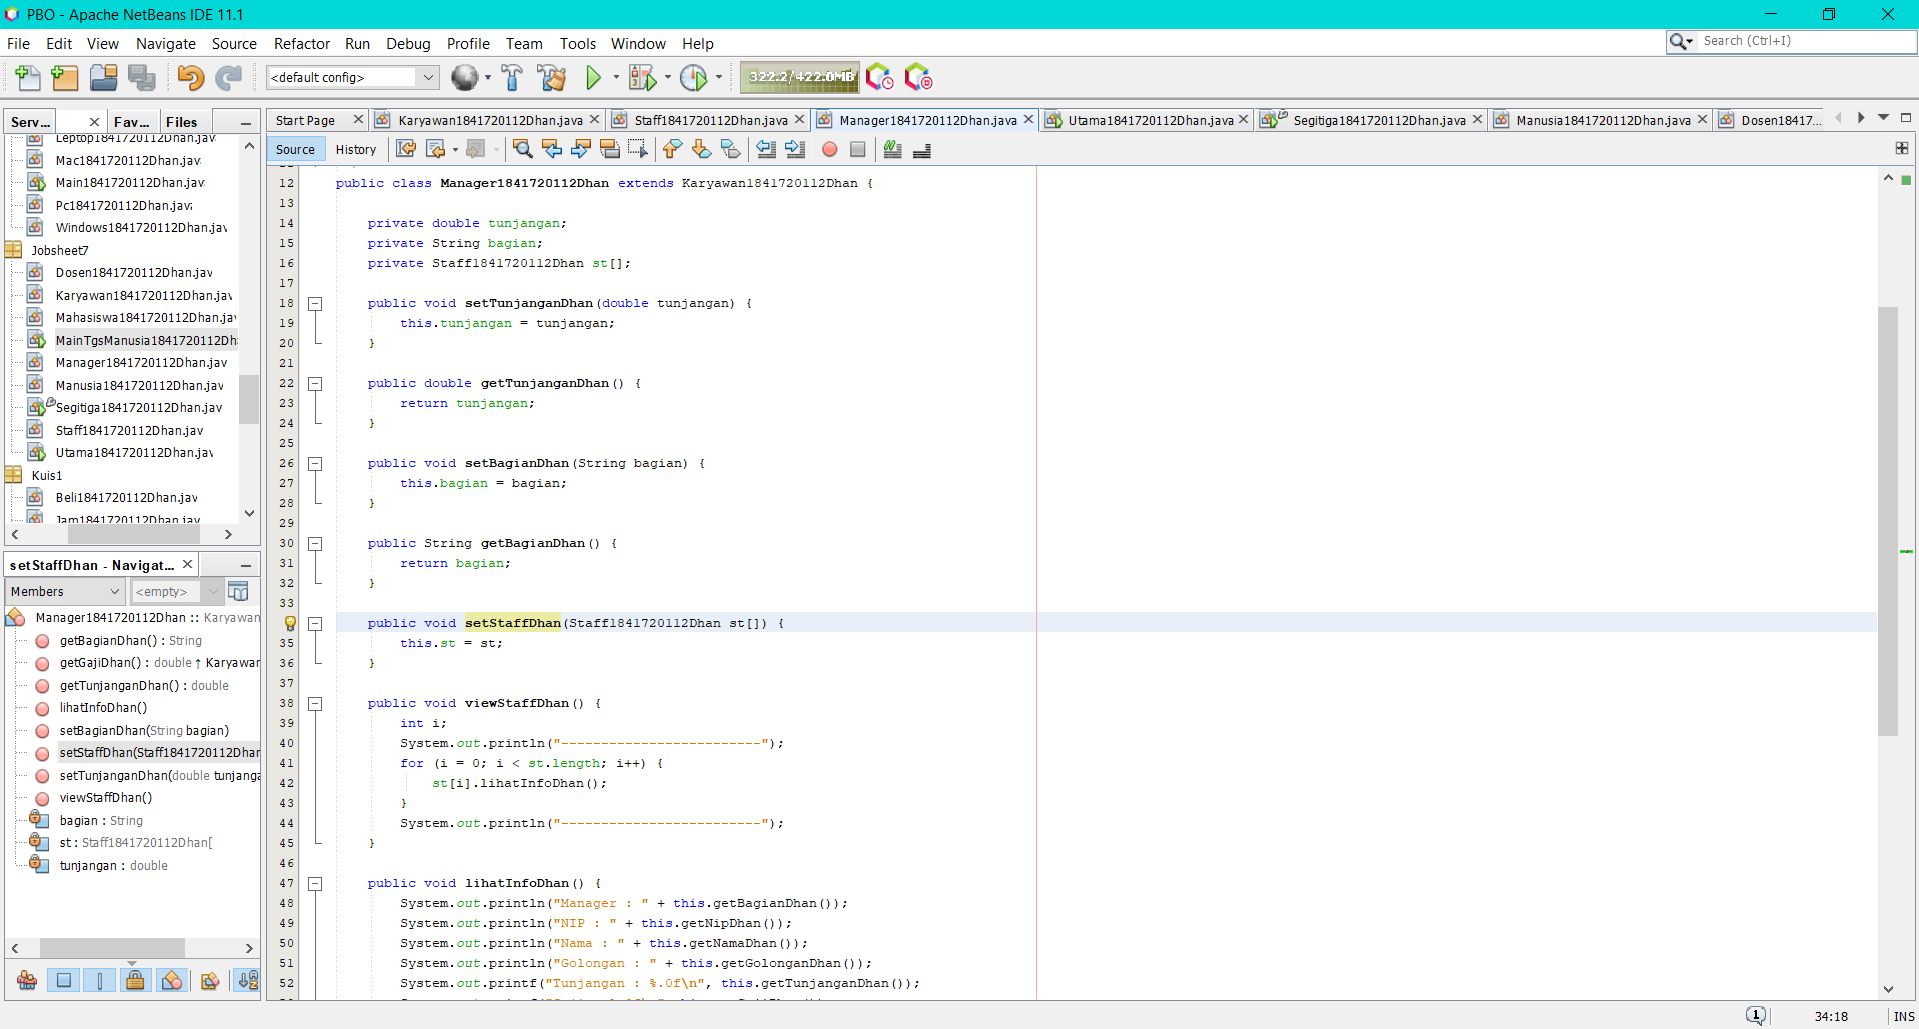 PBO - Apache NetBeans IDE 11.1
File Edit View Navigate Source Refactor Run Debug Profile Team Tools Window Help
Search (Ctrl+I)
<default config>
322.2/422.0MB
Serv... Fav... Files
Start Page Karyawan1841720112Dhan.java Staff1841720112Dhan.java Manager1841720112Dhan.java Utama1841720112Dhan.java Segitiga1841720112Dhan.java Manusia1841720112Dhan.java Dosen18417...
Source History
Leptop1841720112Dhan.java
Mac1841720112Dhan.java
Main1841720112Dhan.java
Pc1841720112Dhan.java
Windows1841720112Dhan.java
Jobsheet7
Dosen1841720112Dhan.jav
Karyawan1841720112Dhan.jav
Mahasiswa1841720112Dhan.jav
MainTgsManusia1841720112Dh
Manager1841720112Dhan.jav
Manusia1841720112Dhan.jav
Segitiga1841720112Dhan.jav
Staff1841720112Dhan.jav
Utama1841720112Dhan.jav
Kuis1
Beli1841720112Dhan.jav
Jam1841720112Dhan.jav
setStaffDhan - Navigat...
Members <empty>
Manager1841720112Dhan :: Karyawan
getBagianDhan() : String
getGajiDhan() : double ↑ Karyawan
getTunjanganDhan() : double
lihatInfoDhan()
setBagianDhan(String bagian)
setStaffDhan(Staff1841720112Dhan
setTunjanganDhan(double tunjanga
viewStaffDhan()
bagian : String
st : Staff1841720112Dhan[
tunjangan : double
12 public class Manager1841720112Dhan extends Karyawan1841720112Dhan {
13
14 private double tunjangan;
15 private String bagian;
16 private Staff1841720112Dhan st[];
17
18 public void setTunjanganDhan(double tunjangan) {
19 this.tunjangan = tunjangan;
20 }
21
22 public double getTunjanganDhan() {
23 return tunjangan;
24 }
25
26 public void setBagianDhan(String bagian) {
27 this.bagian = bagian;
28 }
29
30 public String getBagianDhan() {
31 return bagian;
32 }
33
public void setStaffDhan(Staff1841720112Dhan st[]) {
35 this.st = st;
36 }
37
38 public void viewStaffDhan() {
39 int i;
40 System.out.println("-------------------------");
41 for (i = 0; i < st.length; i++) {
42 st[i].lihatInfoDhan();
43 }
44 System.out.println("-------------------------");
45 }
46
47 public void lihatInfoDhan() {
48 System.out.println("Manager : " + this.getBagianDhan());
49 System.out.println("NIP : " + this.getNipDhan());
50 System.out.println("Nama : " + this.getNamaDhan());
51 System.out.println("Golongan : " + this.getGolonganDhan());
52 System.out.printf("Tunjangan : %.0f\n", this.getTunjanganDhan());
1 34:18 INS